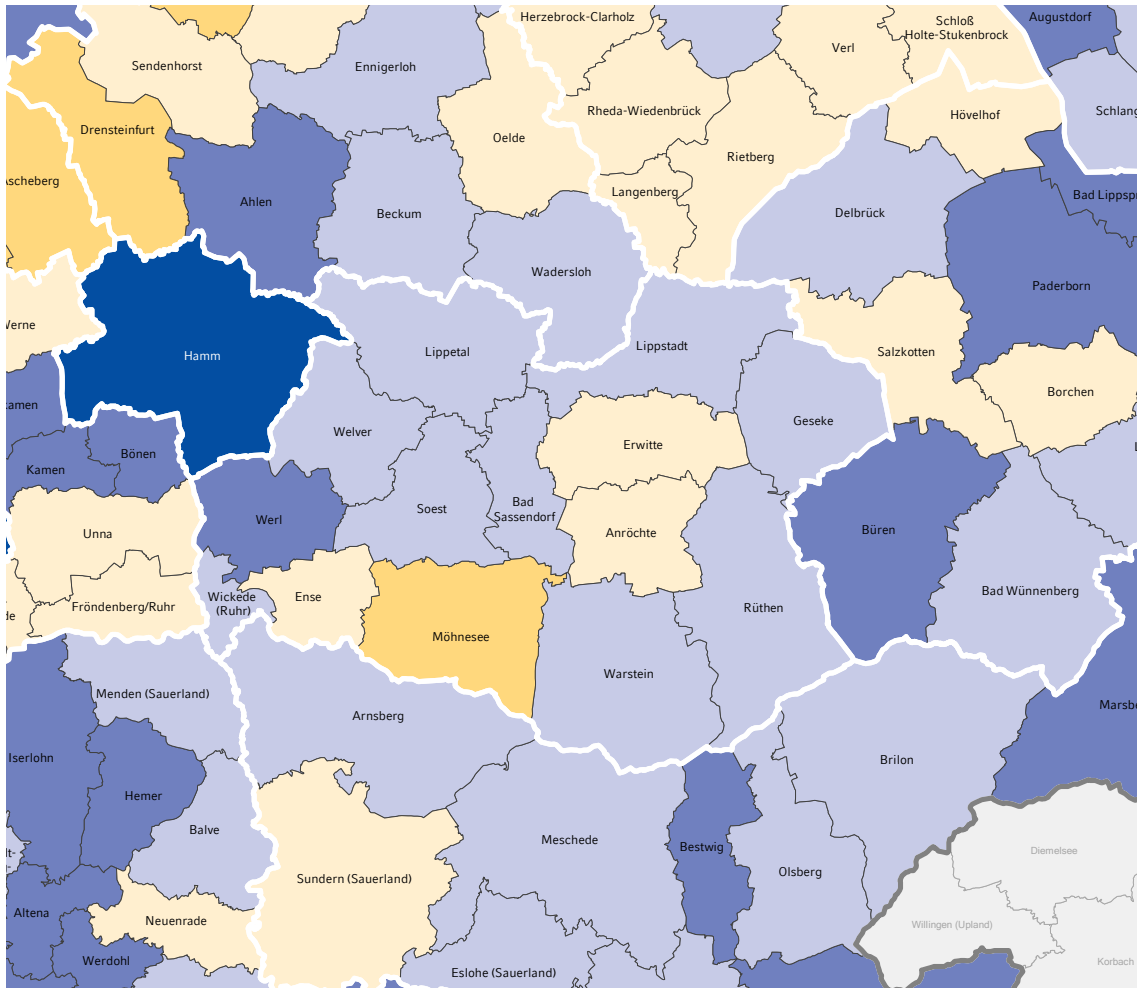 Herzebrock-Clarholz
Augustdorf
Schloß
Holte-Stukenbrock
Verl
Sendenhorst
Ennigerloh
Rheda-Wiedenbrück
Schlang
Hövelhof
Drensteinfurt
Oelde
Rietberg
Ascheberg
Langenberg
Bad Lippspr
Ahlen
Beckum
Delbrück
Wadersloh
Paderborn
Werne
Hamm
Lippetal
Lippstadt
Salzkotten
Borchen
Kamen
Geseke
Welver
Erwitte
Bönen
Kamen
Bad
Sassendorf
Soest
Werl
Büren
Unna
Anröchte
Bad Wünnenberg
Wickede
(Ruhr)
Ense
Fröndenberg/Ruhr
Rüthen
de
Möhnesee
Warstein
Menden (Sauerland)
Marsbe
Arnsberg
Iserlohn
Brilon
Hemer
Balve
Meschede
Bestwig
Diemelsee
Olsberg
Sundern (Sauerland)
Altena
Neuenrade
Willingen (Upland)
Werdohl
Eslohe (Sauerland)
Korbach